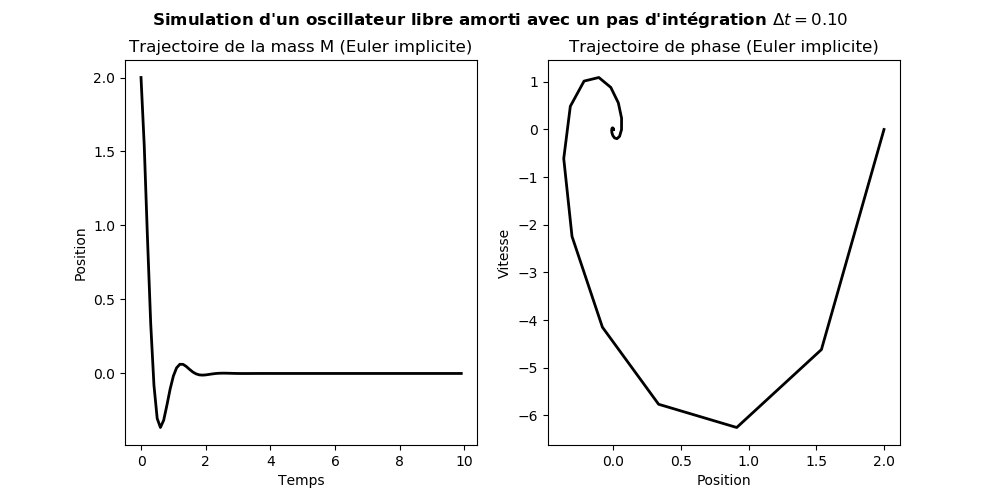 Simulation d'un oscillateur libre amorti avec un pas d'intégration Δt = 0.10
Trajectoire de la mass M (Euler implicite)
2.0
1.5
1.0
0.5
0.0
Position
0 2 4 6 8 10
Temps
Trajectoire de phase (Euler implicite)
1
0
−1
−2
−3
−4
−5
−6
Vitesse
0.0 0.5 1.0 1.5 2.0
Position